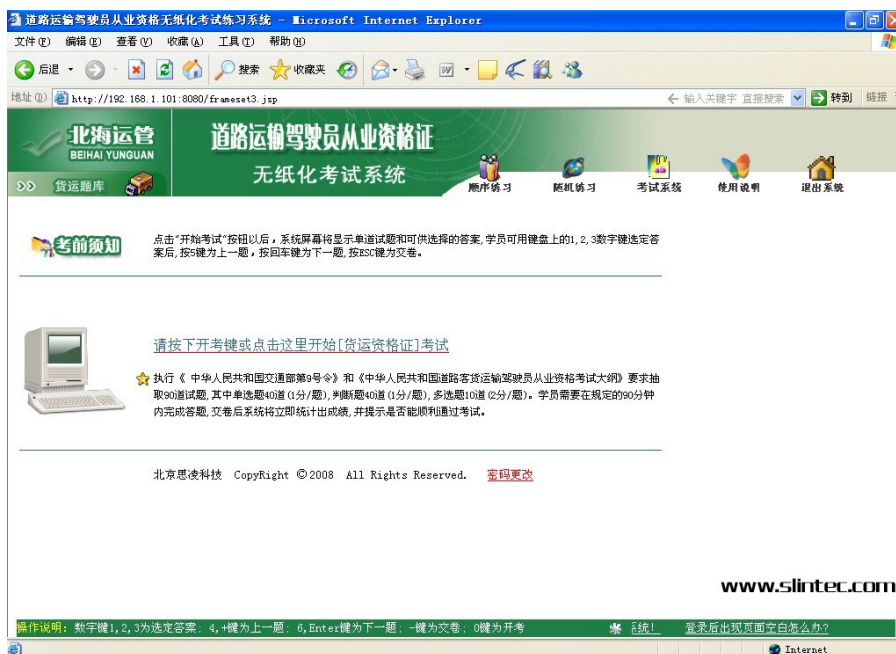 道路运输驾驶员从业资格无纸化考试练习系统 - Microsoft Internet Explorer
文件(F) 编辑(E) 查看(V) 收藏(A) 工具(T) 帮助(H)
后退 搜索 收藏夹
地址(D) http://192.168.1.101:8080/frameset3.jsp 输入关键字 直接搜索 转到 链接
北海运管
BEIHAI YUNGUAN
道路运输驾驶员从业资格证
无纸化考试系统
货运题库
顺序练习 随机练习 考试系统 使用说明 退出系统
考前须知
点击"开始考试"按钮以后,系统屏幕将显示单道试题和可供选择的答案,学员可用键盘上的1,2,3数字键选定答
案后,按5键为上一题,按回车键为下一题,按ESC键为交卷。
请按下开考键或点击这里开始[货运资格证]考试
执行《 中华人民共和国交通部第9号令》和《中华人民共和国道路客货运输驾驶员从业资格考试大纲》要求抽
取90道试题,其中单选题40道(1分/题),判断题40道(1分/题),多选题10道(2分/题)。学员需要在规定的90分钟
内完成答题,交卷后系统将立即统计出成绩,并提示是否能顺利通过考试。
北京思凌科技 CopyRight ©2008 All Rights Reserved. 密码更改
www.slintec.com
操作说明: 数字键1,2,3为选定答案; 4,+键为上一题; 6,Enter键为下一题; -键为交卷; 0键为开考
统! 登录后出现页面空白怎么办?
Internet